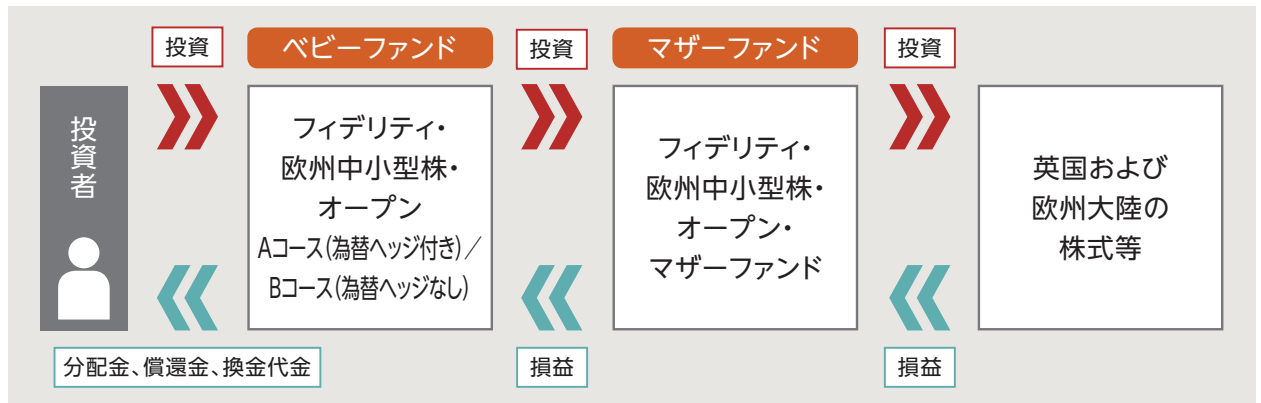 投資
ベビーファンド
投資
マザーファンド
投資
投資者
フィデリティ・
欧州中小型株・
オープン
Aコース(為替ヘッジ付き)／
Bコース(為替ヘッジなし)
フィデリティ・
欧州中小型株・
オープン・
マザーファンド
英国および
欧州大陸の
株式等
分配金、償還金、換金代金
損益
損益